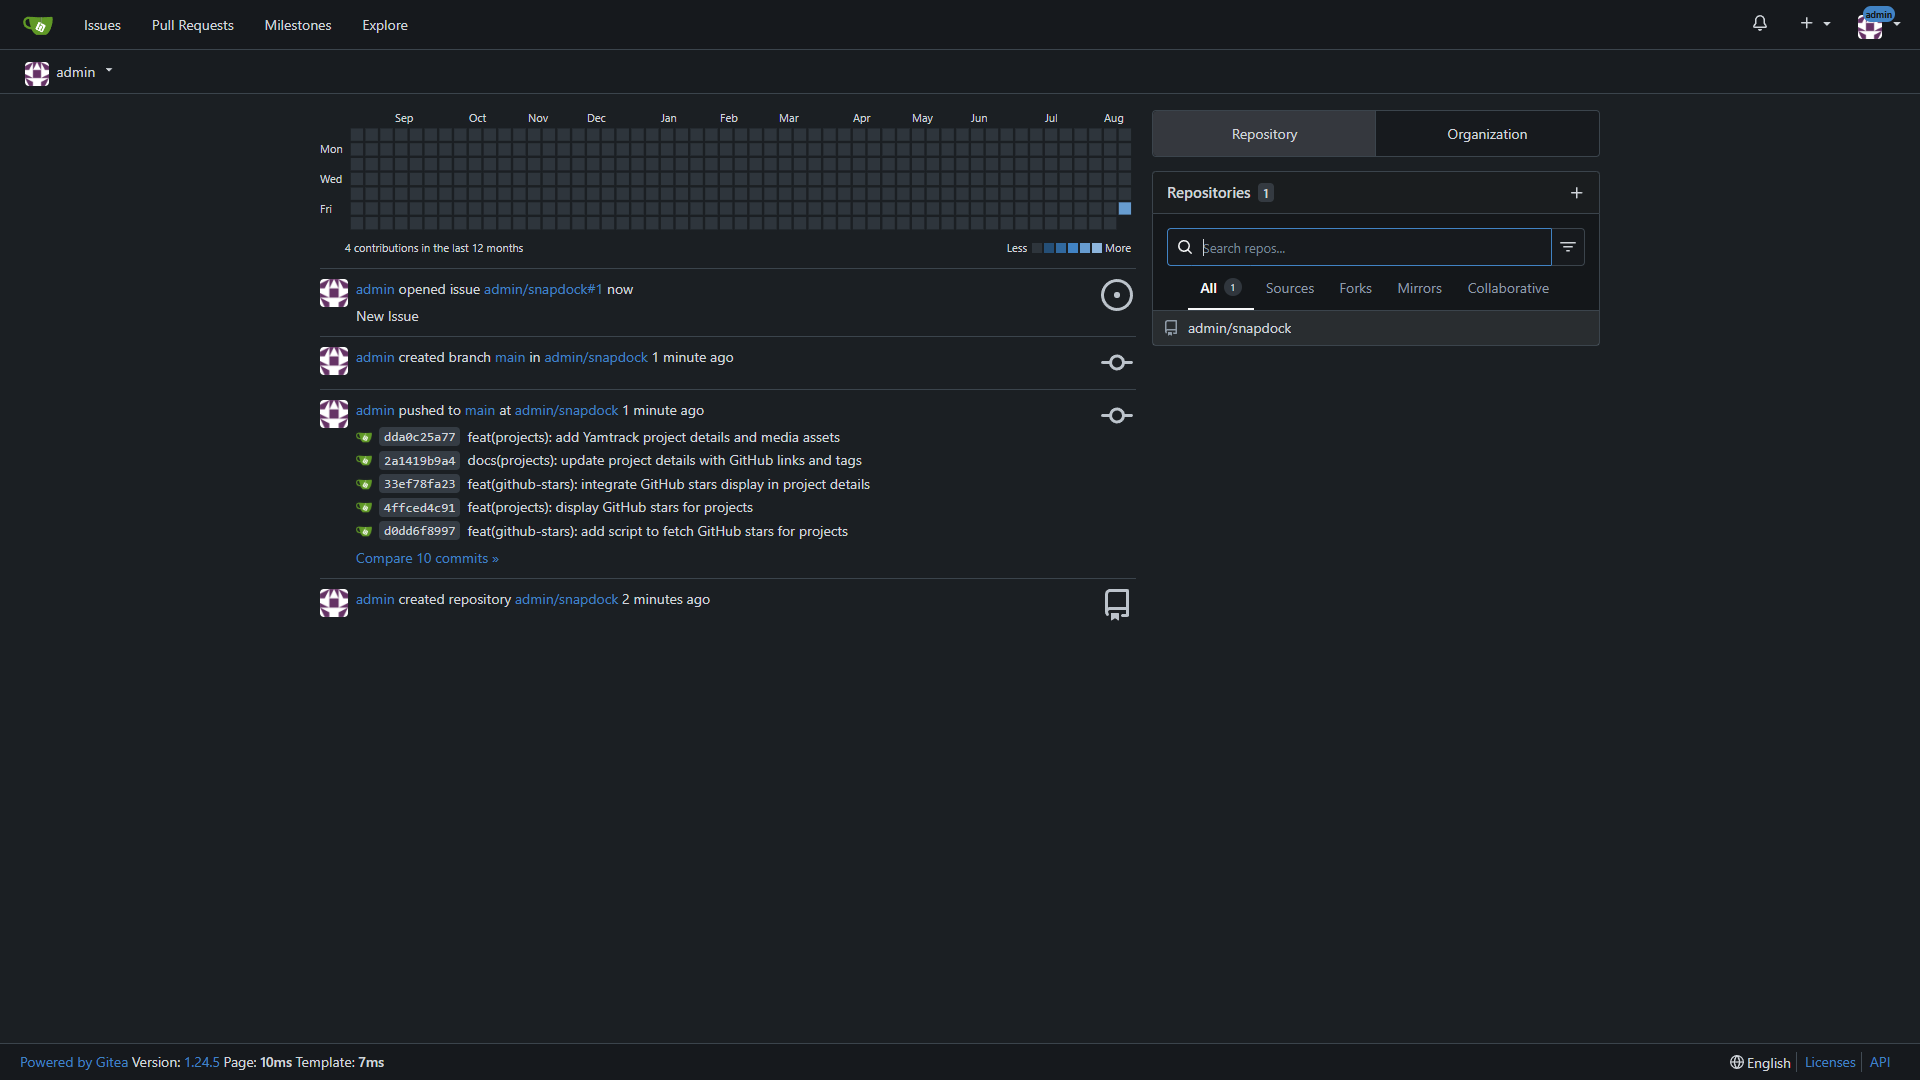 Issues Pull Requests Milestones Explore admin
admin
Sep Oct Nov Dec Jan Feb Mar Apr May Jun Jul Aug
Mon
Wed
Fri
4 contributions in the last 12 months Less More
admin opened issue admin/snapdock#1 now
New Issue
admin created branch main in admin/snapdock 1 minute ago
admin pushed to main at admin/snapdock 1 minute ago
dda0c25a77 feat(projects): add Yamtrack project details and media assets
2a1419b9a4 docs(projects): update project details with GitHub links and tags
33ef78fa23 feat(github-stars): integrate GitHub stars display in project details
4ffced4c91 feat(projects): display GitHub stars for projects
d0dd6f8997 feat(github-stars): add script to fetch GitHub stars for projects
Compare 10 commits »
admin created repository admin/snapdock 2 minutes ago
Repository Organization
Repositories 1
Search repos...
All 1 Sources Forks Mirrors Collaborative
admin/snapdock
Powered by Gitea Version: 1.24.5 Page: 10ms Template: 7ms English Licenses API